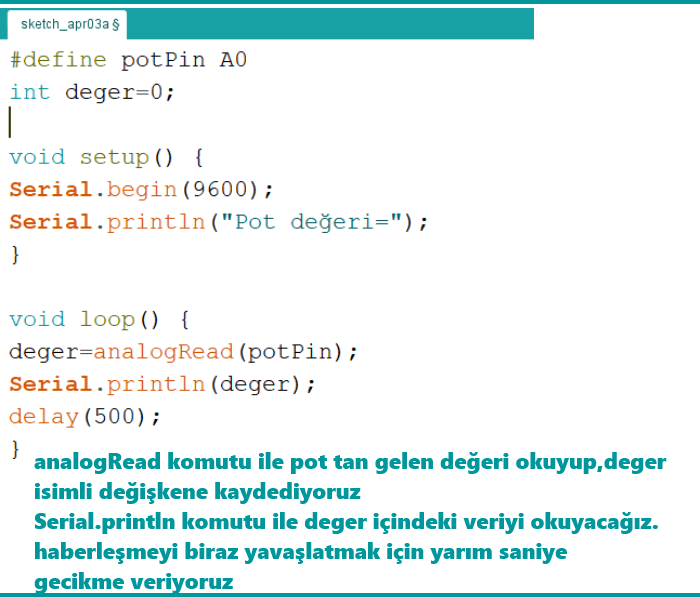 sketch_apr03a §
#define potPin A0
int deger=0;
void setup() {
Serial.begin(9600);
Serial.println("Pot değeri=");
}
void loop() {
deger=analogRead(potPin);
Serial.println(deger);
delay(500);
}
analogRead komutu ile pot tan gelen değeri okuyup,deger
isimli değişkene kaydediyoruz
Serial.println komutu ile deger içindeki veriyi okuyacağız.
haberleşmeyi biraz yavaşlatmak için yarım saniye
gecikme veriyoruz